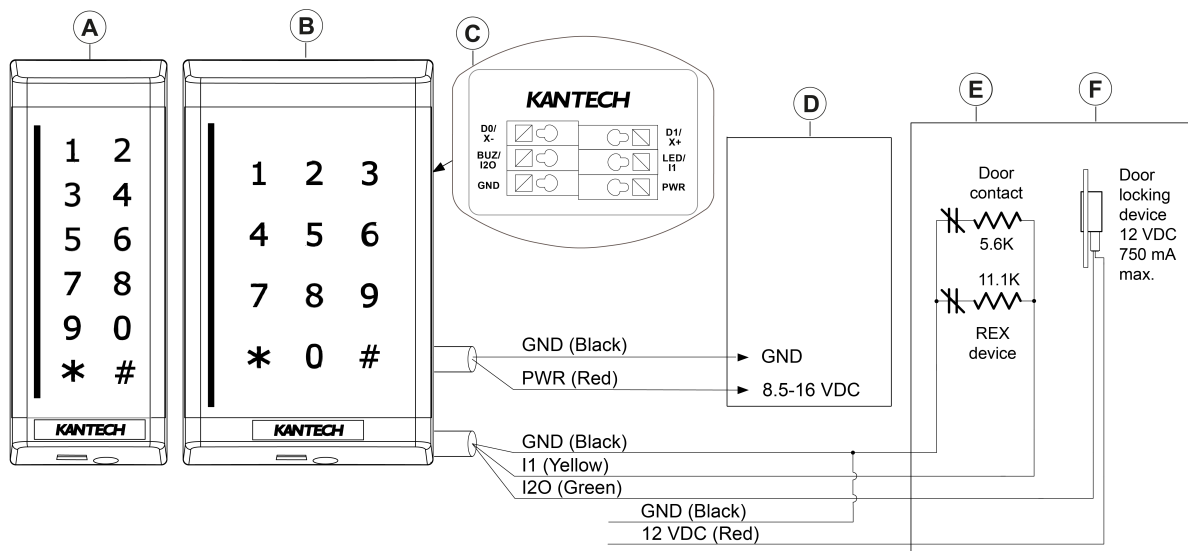 A
B
C
D
E
F
1 2
3 4
5 6
7 8
9 0
* #
KANTECH
1 2 3
4 5 6
7 8 9
* 0 #
KANTECH
KANTECH
D0/
X-
BUZ/
I2O
GND
D1/
X+
LED/
I1
PWR
GND (Black)
PWR (Red)
GND
8.5-16 VDC
GND (Black)
I1 (Yellow)
I2O (Green)
GND (Black)
12 VDC (Red)
Door
contact
5.6K
11.1K
REX
device
Door
locking
device
12 VDC
750 mA
max.